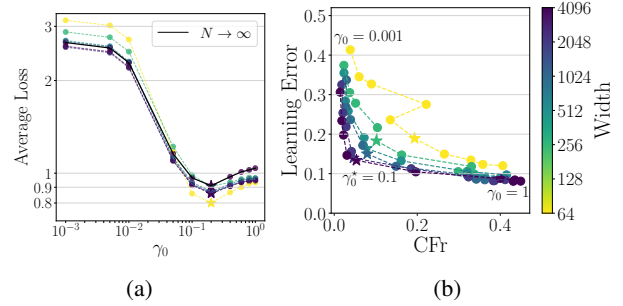 3
2
1
0.9
0.8
10⁻³
10⁻²
10⁻¹
10⁰
Average Loss
γ₀
N → ∞
(a)
0.5
0.4
0.3
0.2
0.1
0.0
0.0
0.2
0.4
Learning Error
CFr
γ₀ = 0.001
γ₀* = 0.1
γ₀ = 1
(b)
4096
2048
1024
512
256
128
64
Width